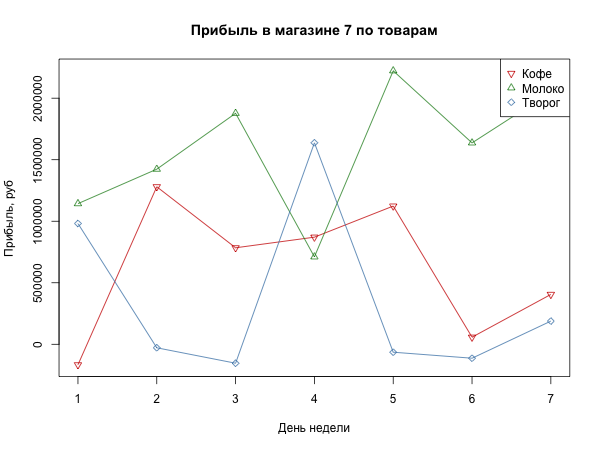 Прибыль в магазине 7 по товарам
Кофе
Молоко
Творог
Прибыль, руб
2000000
1500000
1000000
500000
0
1 2 3 4 5 6 7
День недели